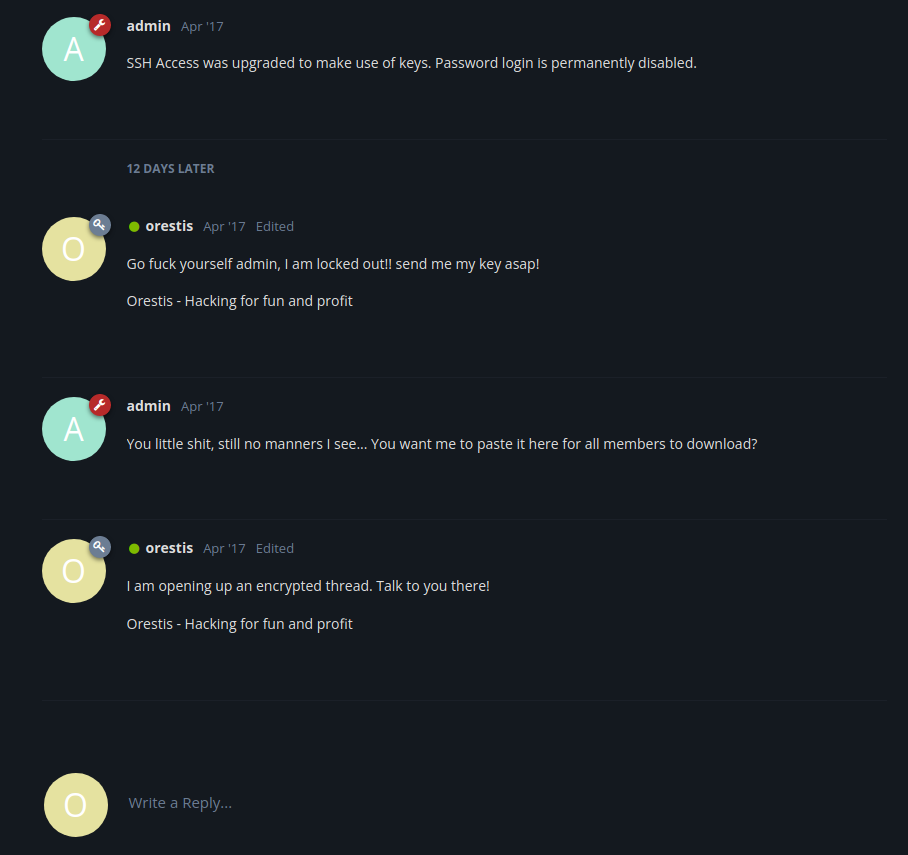 A
admin Apr '17
SSH Access was upgraded to make use of keys. Password login is permanently disabled.
12 DAYS LATER
O
orestis Apr '17 Edited
Go fuck yourself admin, I am locked out!! send me my key asap!
Orestis - Hacking for fun and profit
A
admin Apr '17
You little shit, still no manners I see... You want me to paste it here for all members to download?
O
orestis Apr '17 Edited
I am opening up an encrypted thread. Talk to you there!
Orestis - Hacking for fun and profit
O
Write a Reply...